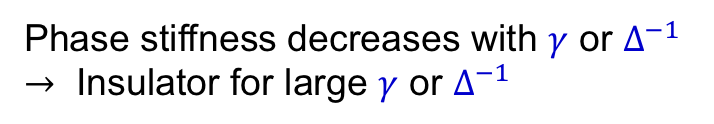 Phase stiffness decreases with γ or Δ⁻¹
→ Insulator for large γ or Δ⁻¹